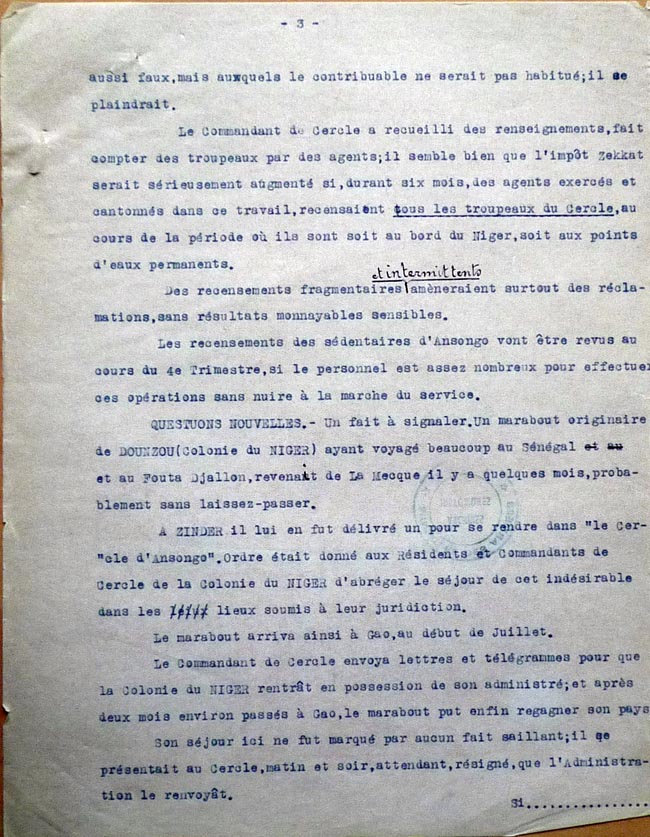 - 3 -
aussi faux,mais auxquels le contribuable ne serait pas habitué;il se
plaindrait.
Le Commandant de Cercle a recueilli des renseignements,fait
compter des troupeaux par des agents;il semble bien que l'impôt Zekkat
serait sérieusement augmenté si,durant six mois,des agents exercés et
cantonnés dans ce travail,recensaient tous les troupeaux du Cercle,au
cours de la période où ils sont soit au bord du Niger,soit aux points
d'eaux permanents.
et intermittents
Des recensements fragmentaires amèneraient surtout des récla-
mations,sans résultats monnayables sensibles.
Les recensements des sédentaires d'Ansongo vont être revus au
cours du 4e Trimestre,si le personnel est assez nombreux pour effectuer
ces opérations sans nuire à la marche du service.
QUESTUONS NOUVELLES.- Un fait à signaler.Un marabout originaire
de DOUNZOU(Colonie du NIGER) ayant voyagé beaucoup au Sénégal et au
et au Fouta Djallon,revenait de La Mecque il y a quelques mois,proba-
blement sans laissez-passer.
A ZINDER il lui en fut délivré un pour se rendre dans "le Cer-
"cle d'Ansongo".Ordre était donné aux Résidents et Commandants de
Cercle de la Colonie du NIGER d'abréger le séjour de cet indésirable
dans les lieux soumis à leur juridiction.
Le marabout arriva ainsi à Gao,au début de Juillet.
Le Commandant de Cercle envoya lettres et télégrammes pour que
la Colonie du NIGER rentrât en possession de son administré;et après
deux mois environ passés à Gao,le marabout put enfin regagner son pays
Son séjour ici ne fut marqué par aucun fait saillant;il se
présentait au Cercle,matin et soir,attendant,résigné,que l'Administra-
tion le renvoyât.
Si................